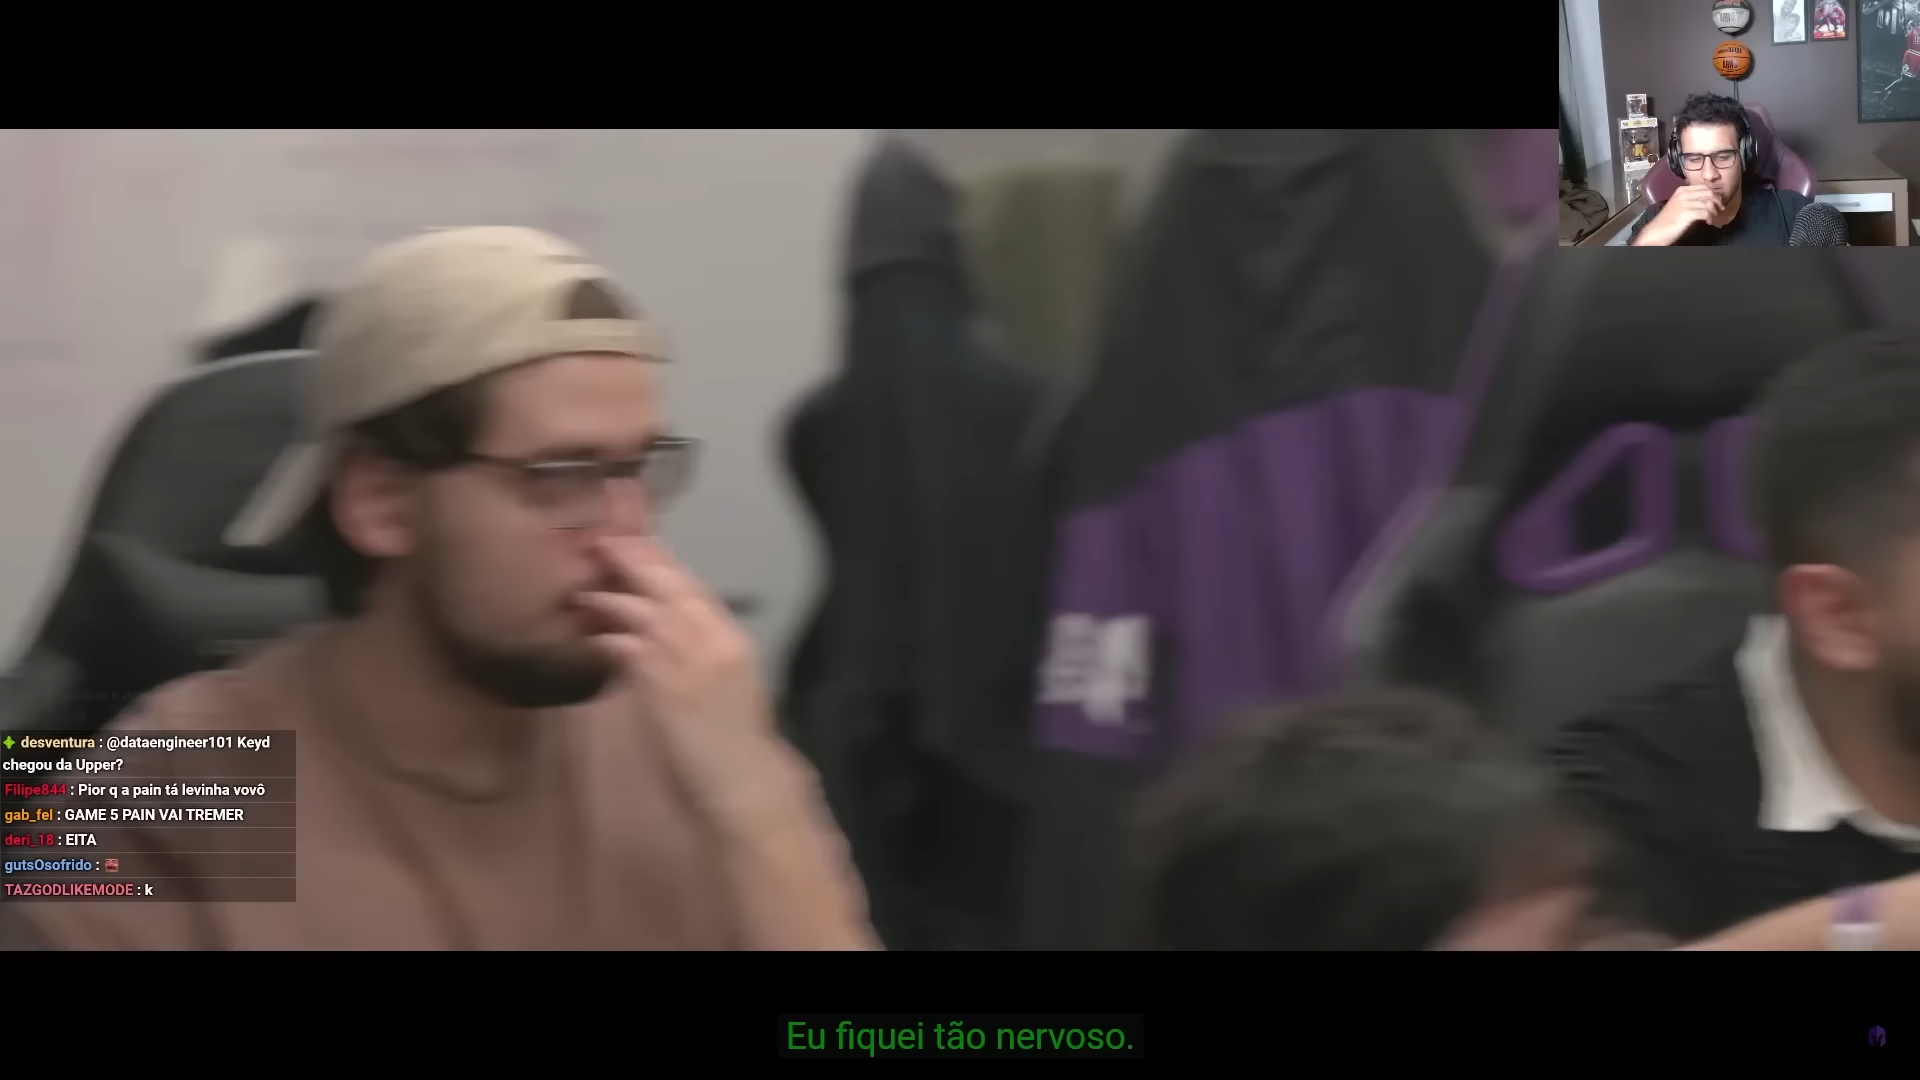 desventura : @dataengineer101 Keyd
chegou da Upper?
Filipe844 : Pior q a pain tá levinha vovô
gab_fel : GAME 5 PAIN VAI TREMER
deri_18 : EITA
guts0sofrido :
TAZGODLIKEMODE : k
Eu fiquei tão nervoso.